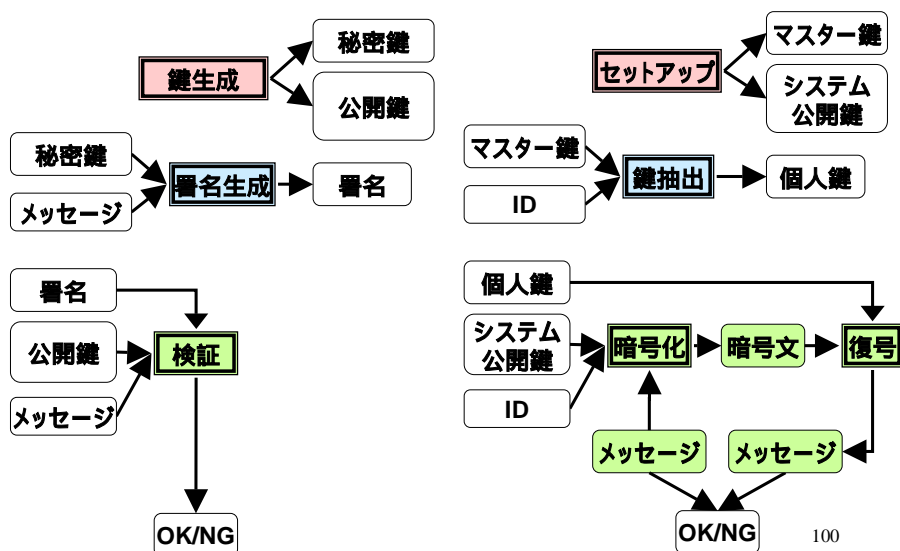 秘密鍵
鍵生成
公開鍵
秘密鍵
署名生成
署名
メッセージ
署名
公開鍵
検証
メッセージ
OK/NG
マスター鍵
セットアップ
システム
公開鍵
マスター鍵
鍵抽出
個人鍵
ID
個人鍵
システム
公開鍵
暗号化
暗号文
復号
ID
メッセージ
メッセージ
OK/NG
100